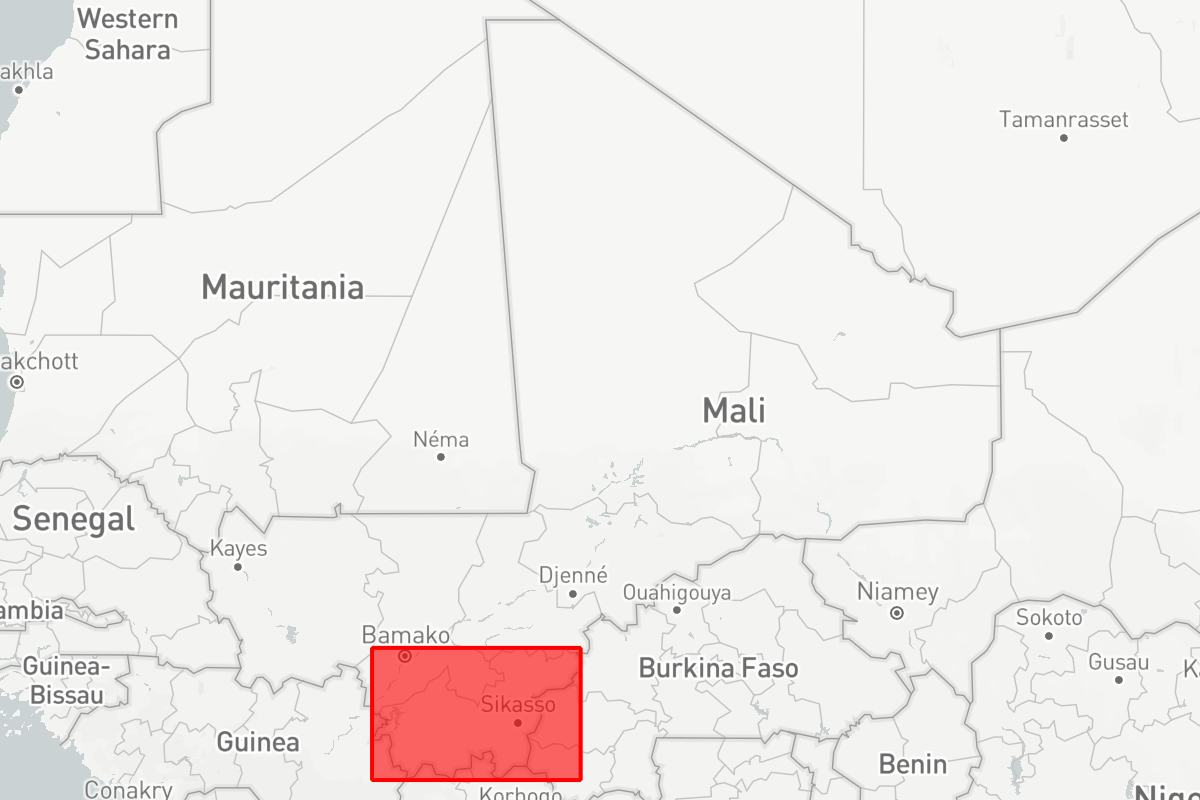 Western
Sahara
akhla
Tamanrasset
Mauritania
akchott
Mali
Néma
Senegal
Kayes
Djenné
Ouahigouya
Niamey
ambia
Sokoto
Bamako
Guinea-
Bissau
Burkina Faso
Gusau
Ka
Sikasso
Guinea
Benin
Conakry
Korhogo
Nige